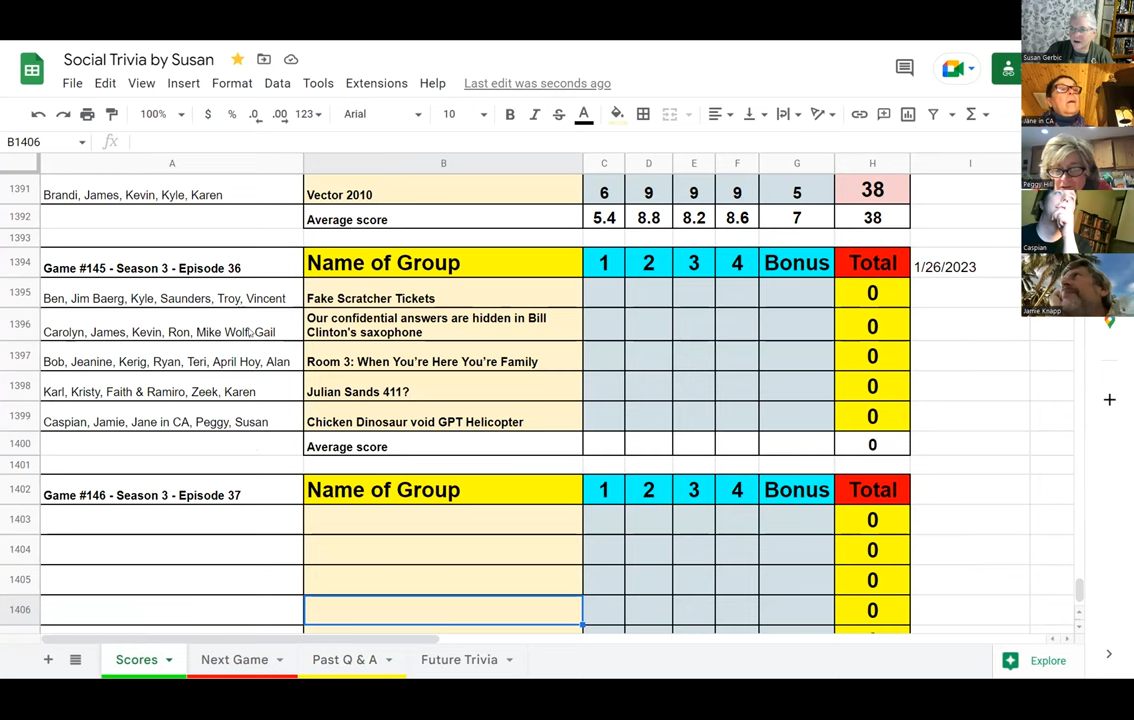 Social Trivia by Susan
File Edit View Insert Format Data Tools Extensions Help Last edit was seconds ago
100% $ % .0 .00 123 Arial 10 B I S A
B1406 fx
A B C D E F G H I
1391 Brandi, James, Kevin, Kyle, Karen Vector 2010 6 9 9 9 5 38
1392 Average score 5.4 8.8 8.2 8.6 7 38
1393
1394 Game #145 - Season 3 - Episode 36 Name of Group 1 2 3 4 Bonus Total 1/26/2023
1395 Ben, Jim Baerg, Kyle, Saunders, Troy, Vincent Fake Scratcher Tickets 0
1396 Carolyn, James, Kevin, Ron, Mike Wolf, Gail Our confidential answers are hidden in Bill
Clinton's saxophone 0
1397 Bob, Jeanine, Kerig, Ryan, Teri, April Hoy, Alan Room 3: When You're Here You're Family 0
1398 Karl, Kristy, Faith & Ramiro, Zeek, Karen Julian Sands 411? 0
1399 Caspian, Jamie, Jane in CA, Peggy, Susan Chicken Dinosaur void GPT Helicopter 0
1400 Average score 0
1401
1402 Game #146 - Season 3 - Episode 37 Name of Group 1 2 3 4 Bonus Total
1403 0
1404 0
1405 0
1406 0
Scores Next Game Past Q & A Future Trivia Explore
Susan Gerbic
Jane in CA
Peggy Hill
Caspian
Jamie Knapp